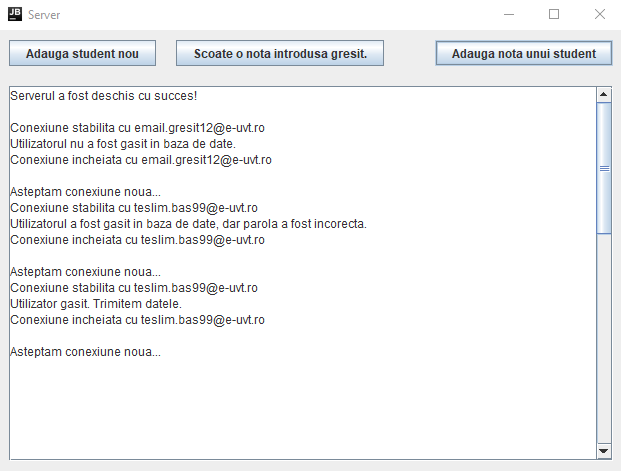 JB Server
Adauga student nou
Scoate o nota introdusa gresit.
Adauga nota unui student
Serverul a fost deschis cu succes!
Conexiune stabilita cu email.gresit12@e-uvt.ro
Utilizatorul nu a fost gasit in baza de date.
Conexiune incheiata cu email.gresit12@e-uvt.ro
Asteptam conexiune noua...
Conexiune stabilita cu teslim.bas99@e-uvt.ro
Utilizatorul a fost gasit in baza de date, dar parola a fost incorecta.
Conexiune incheiata cu teslim.bas99@e-uvt.ro
Asteptam conexiune noua...
Conexiune stabilita cu teslim.bas99@e-uvt.ro
Utilizator gasit. Trimitem datele.
Conexiune incheiata cu teslim.bas99@e-uvt.ro
Asteptam conexiune noua...